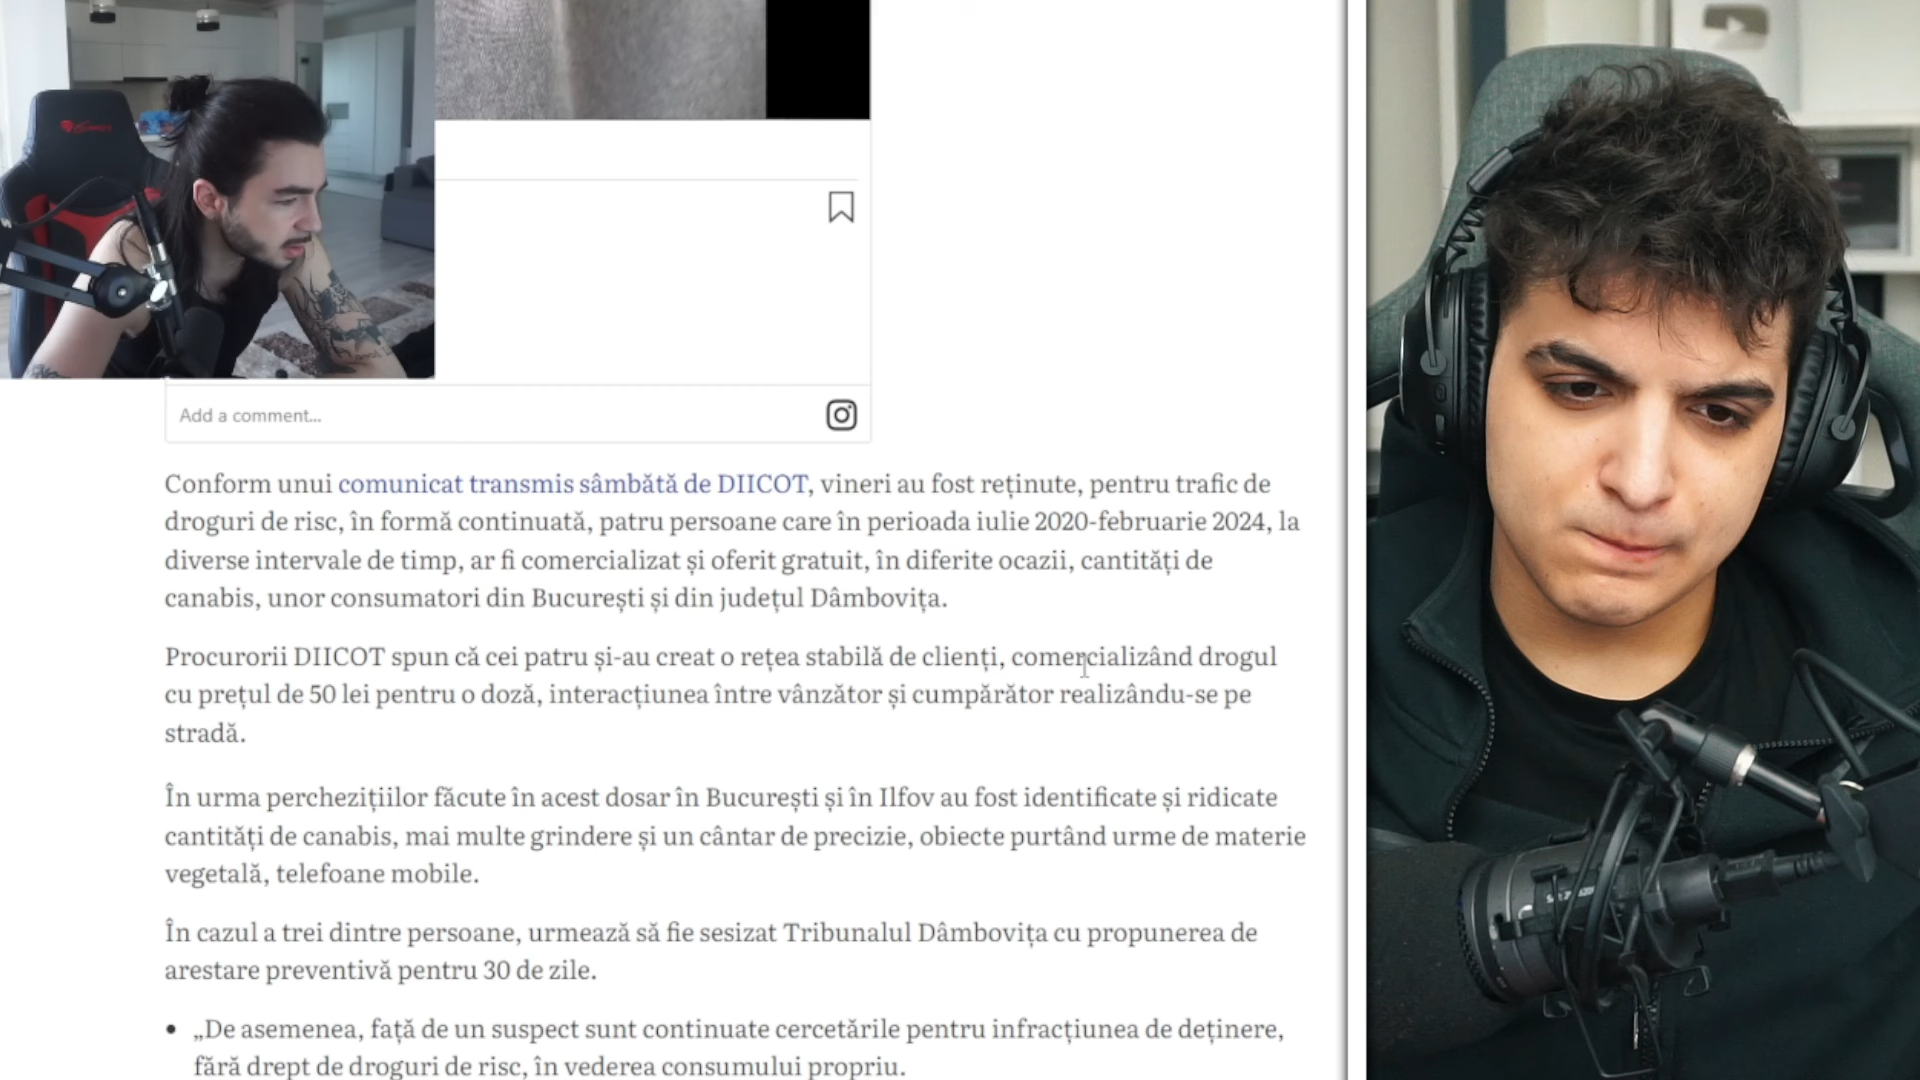 Add a comment...
Conform unui comunicat transmis sâmbătă de DIICOT, vineri au fost reținute, pentru trafic de
droguri de risc, în formă continuată, patru persoane care în perioada iulie 2020-februarie 2024, la
diverse intervale de timp, ar fi comercializat și oferit gratuit, în diferite ocazii, cantități de
canabis, unor consumatori din București și din județul Dâmbovița.
Procurorii DIICOT spun că cei patru și-au creat o rețea stabilă de clienți, comercializând drogul
cu prețul de 50 lei pentru o doză, interacțiunea între vânzător și cumpărător realizându-se pe
stradă.
În urma perchezițiilor făcute în acest dosar în București și în Ilfov au fost identificate și ridicate
cantități de canabis, mai multe grindere și un cântar de precizie, obiecte purtând urme de materie
vegetală, telefoane mobile.
În cazul a trei dintre persoane, urmează să fie sesizat Tribunalul Dâmbovița cu propunerea de
arestare preventivă pentru 30 de zile.
• „De asemenea, față de un suspect sunt continuate cercetările pentru infracțiunea de deținere,
fără drept de droguri de risc, în vederea consumului propriu.